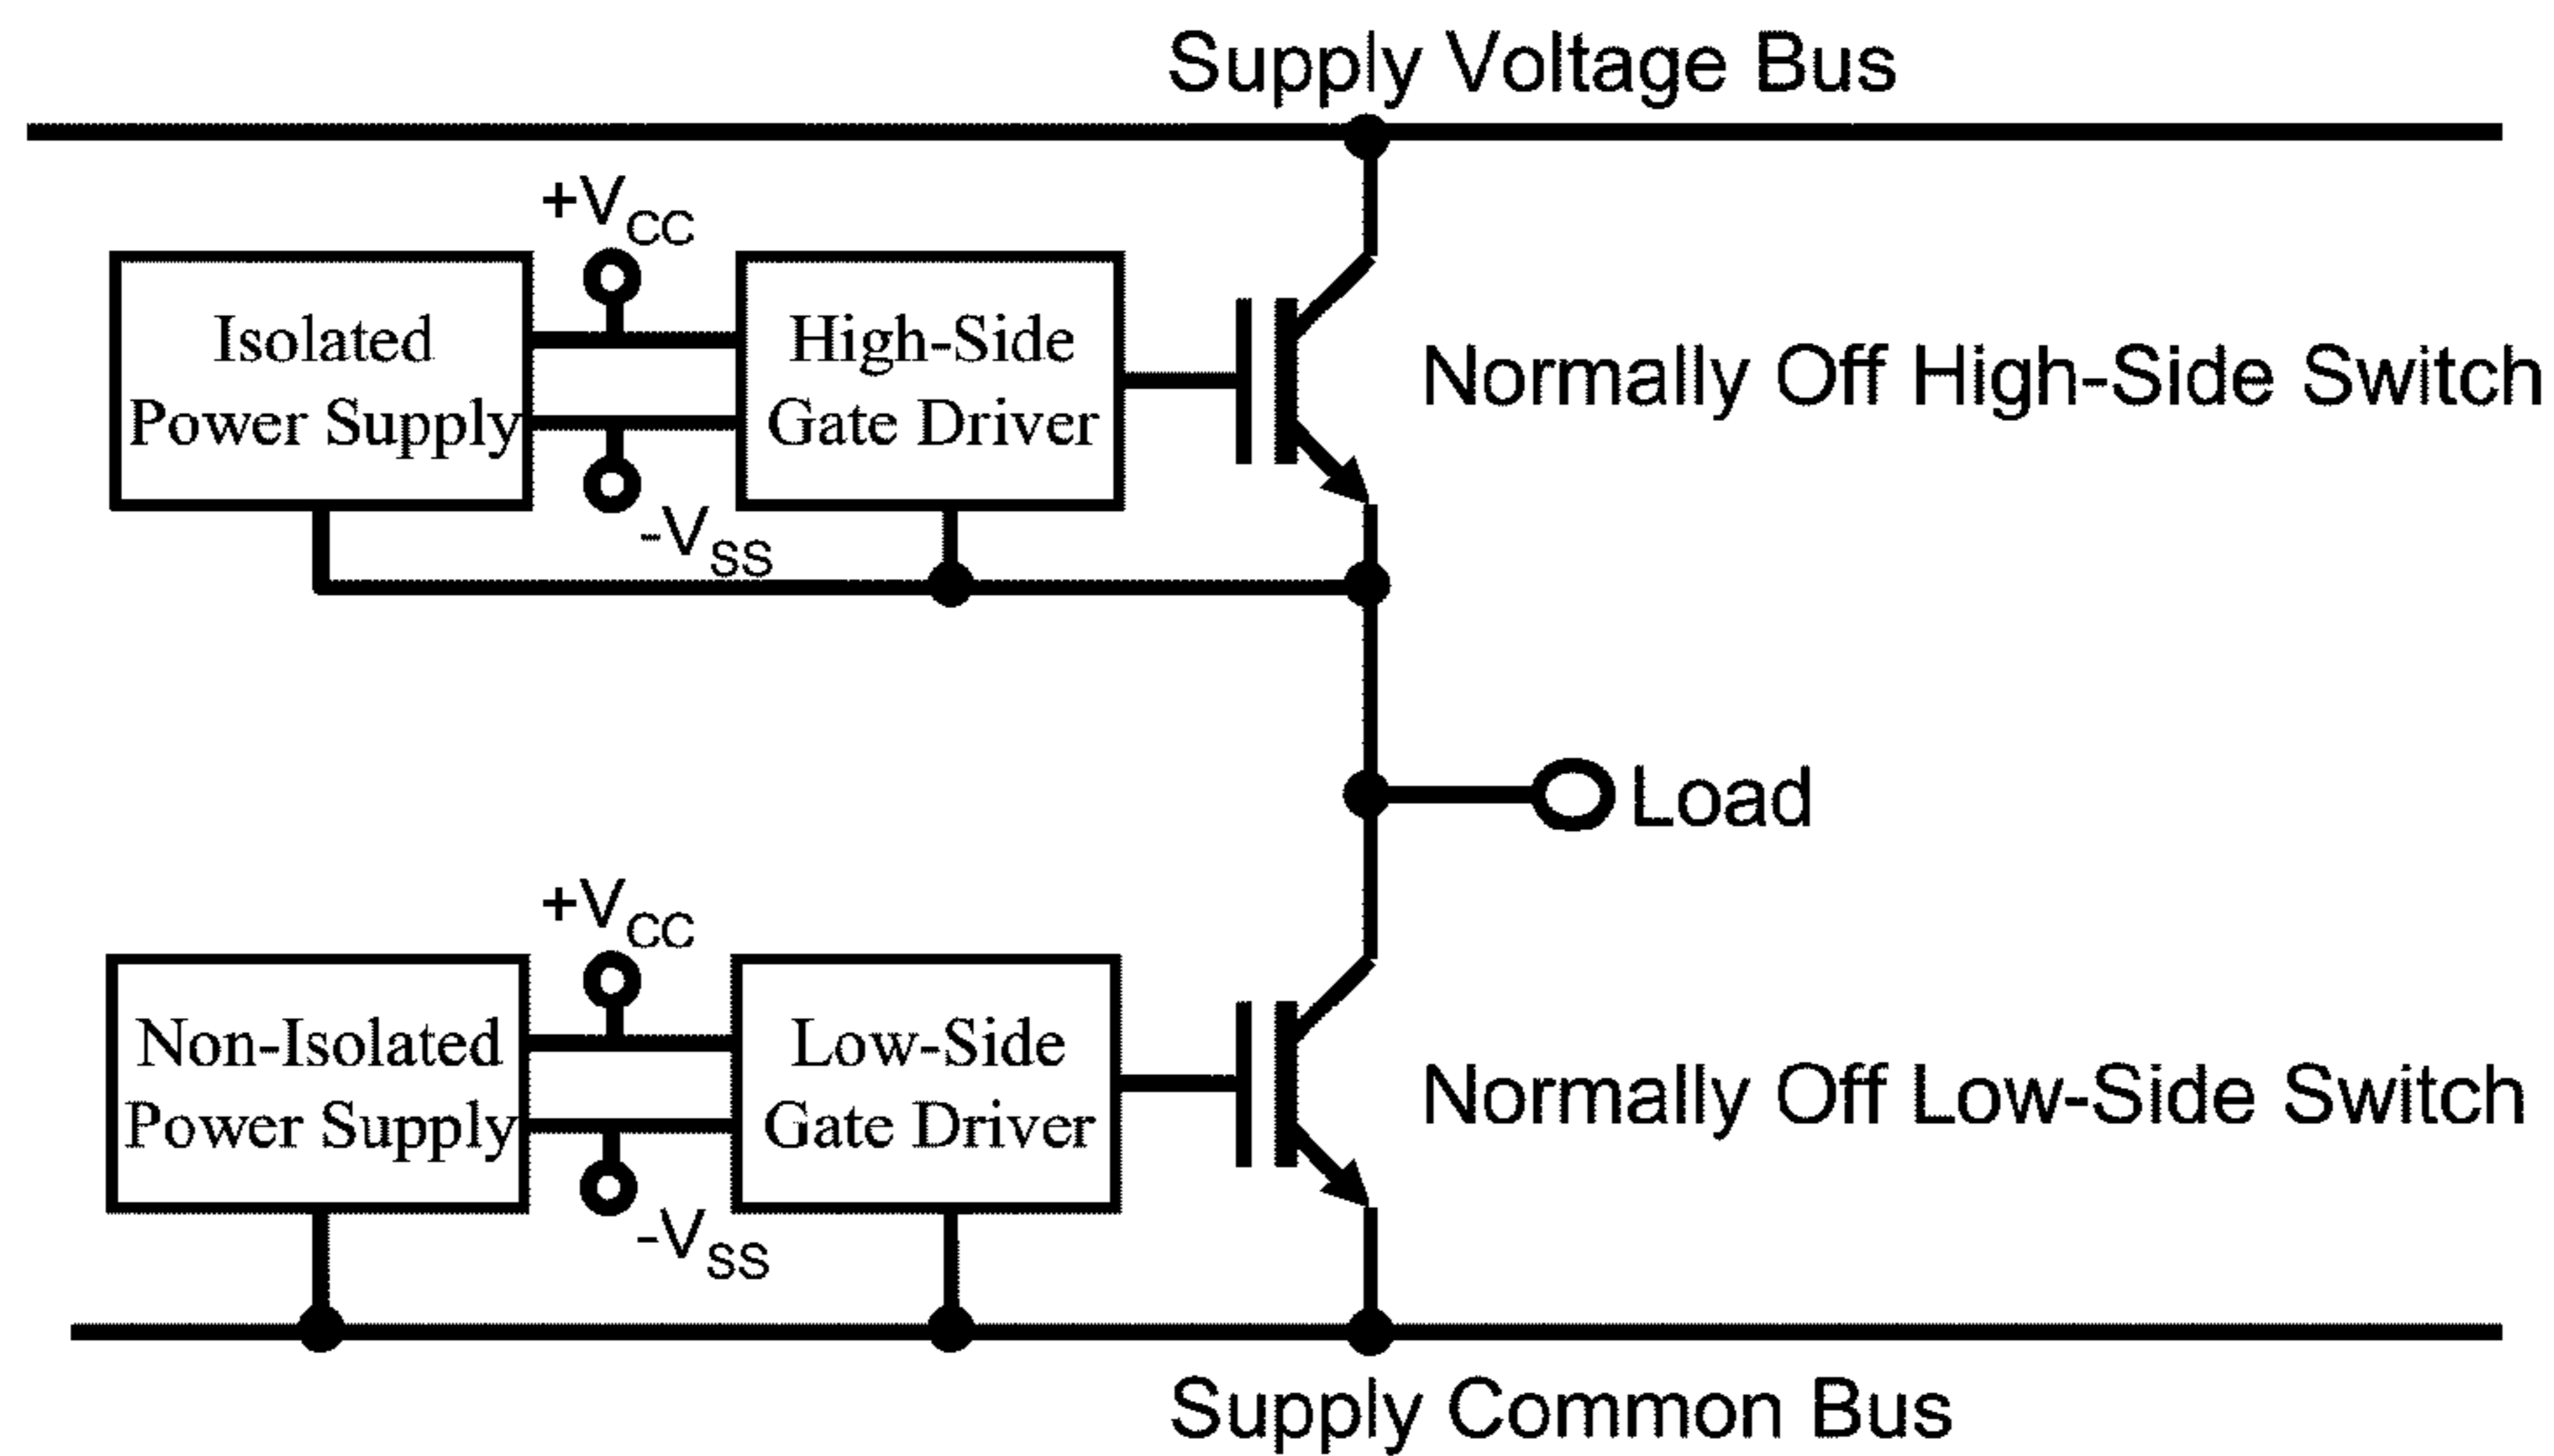 Supply Voltage Bus
+VCC
Isolated
Power Supply
High-Side
Gate Driver
Normally Off High-Side Switch
-VSS
Load
+VCC
Non-Isolated
Power Supply
Low-Side
Gate Driver
Normally Off Low-Side Switch
-VSS
Supply Common Bus